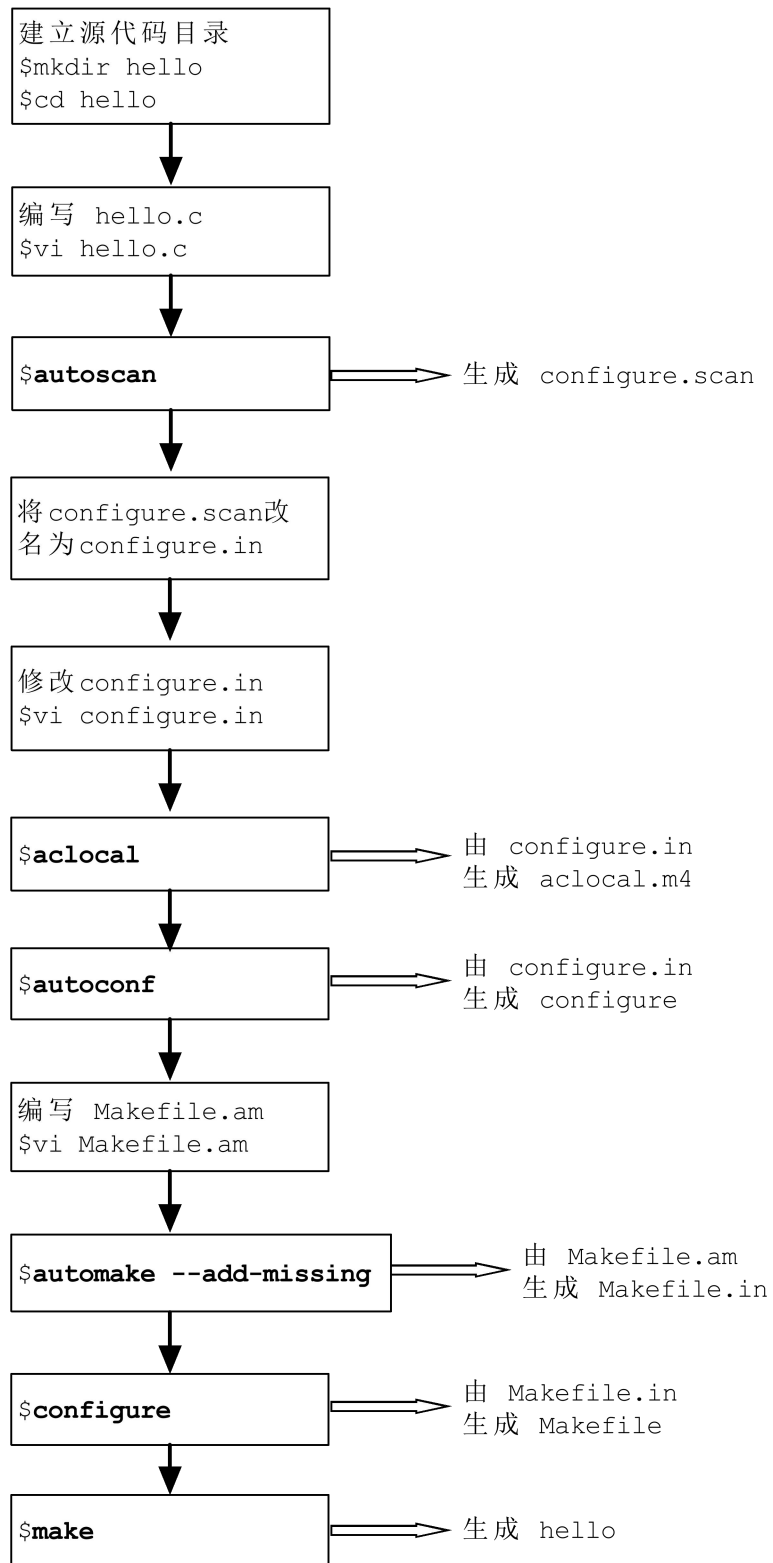 建立源代码目录
$mkdir hello
$cd hello
编写 hello.c
$vi hello.c
$autoscan
生成 configure.scan
将configure.scan改
名为configure.in
修改configure.in
$vi configure.in
$aclocal
由 configure.in
生成 aclocal.m4
$autoconf
由 configure.in
生成 configure
编写 Makefile.am
$vi Makefile.am
$automake --add-missing
由 Makefile.am
生成 Makefile.in
$configure
由 Makefile.in
生成 Makefile
$make
生成 hello